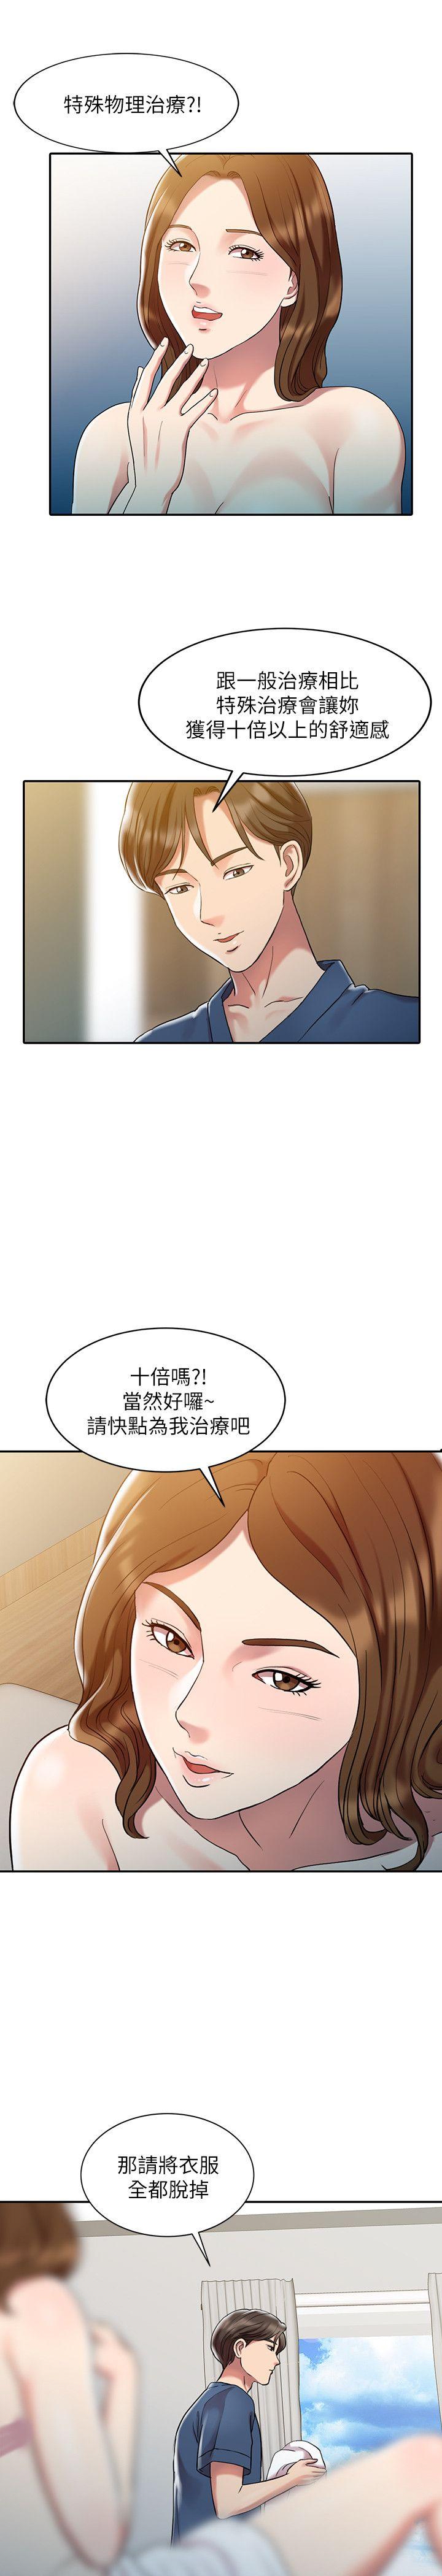 特殊物理治療?!
跟一般治療相比
特殊治療會讓妳
獲得十倍以上的舒適感
十倍嗎?!
當然好囉~
請快點為我治療吧
那請將衣服
全都脫掉